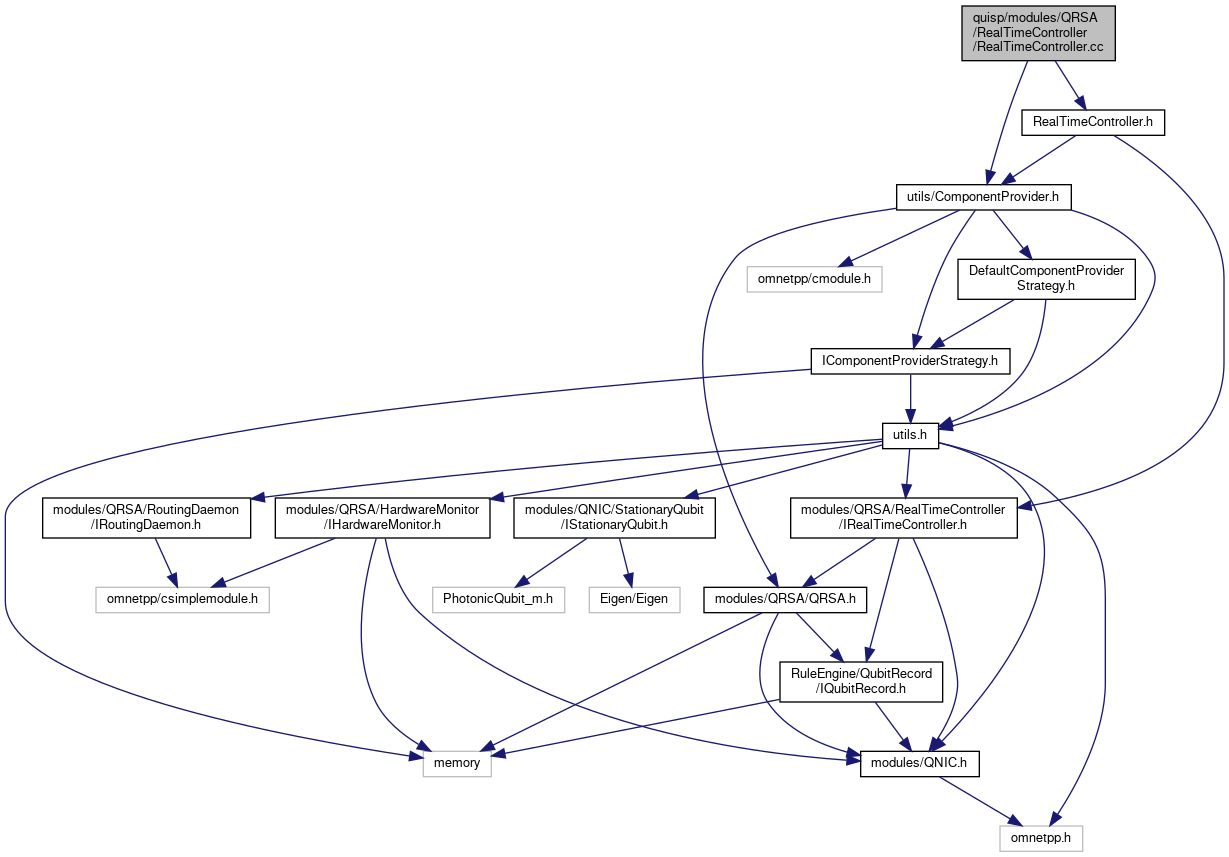 quisp/modules/QRSA
/RealTimeController
/RealTimeController.cc
RealTimeController.h
utils/ComponentProvider.h
omnetpp/cmodule.h
DefaultComponentProvider
Strategy.h
IComponentProviderStrategy.h
utils.h
modules/QRSA/RoutingDaemon
/IRoutingDaemon.h
modules/QRSA/HardwareMonitor
/IHardwareMonitor.h
modules/QNIC/StationaryQubit
/IStationaryQubit.h
modules/QRSA/RealTimeController
/IRealTimeController.h
omnetpp/csimplemodule.h
PhotonicQubit_m.h
Eigen/Eigen
modules/QRSA/QRSA.h
RuleEngine/QubitRecord
/IQubitRecord.h
memory
modules/QNIC.h
omnetpp.h